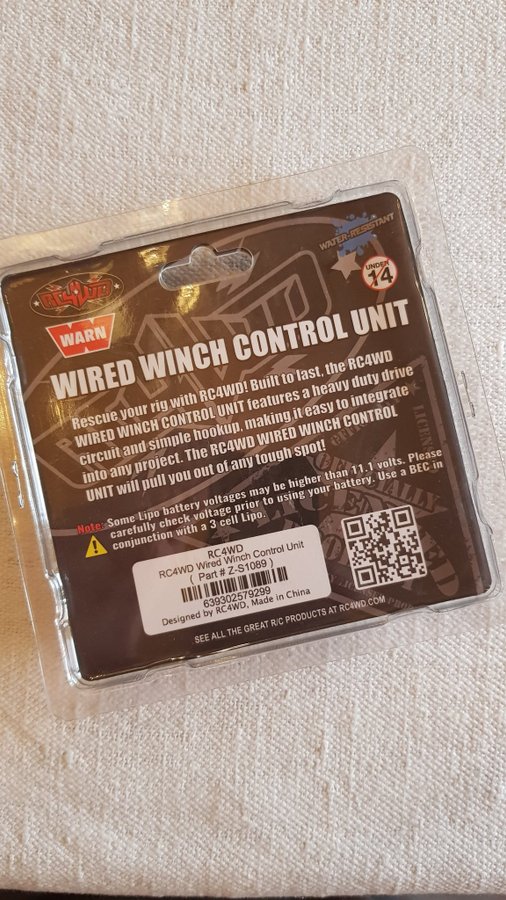 WATER-RESISTANT
RC4WD
UNDER
14
WARN
WIRED WINCH CONTROL UNIT
Rescue your rig with RC4WD! Built to last, the RC4WD
WIRED WINCH CONTROL UNIT features a heavy duty drive
circuit and simple hookup, making it easy to integrate
into any project. The RC4WD WIRED WINCH CONTROL
UNIT will pull you out of any tough spot!
Note: Some Lipo battery voltages may be higher than 11.1 volts. Please
carefully check voltage prior to using your battery. Use a BEC in
conjunction with a 3 cell Lipo.
RC4WD
RC4WD Wired Winch Control Unit
( Part # Z-S1089 )
639302579299
Designed by RC4WD, Made in China
SEE ALL THE GREAT R/C PRODUCTS AT RC4WD.COM